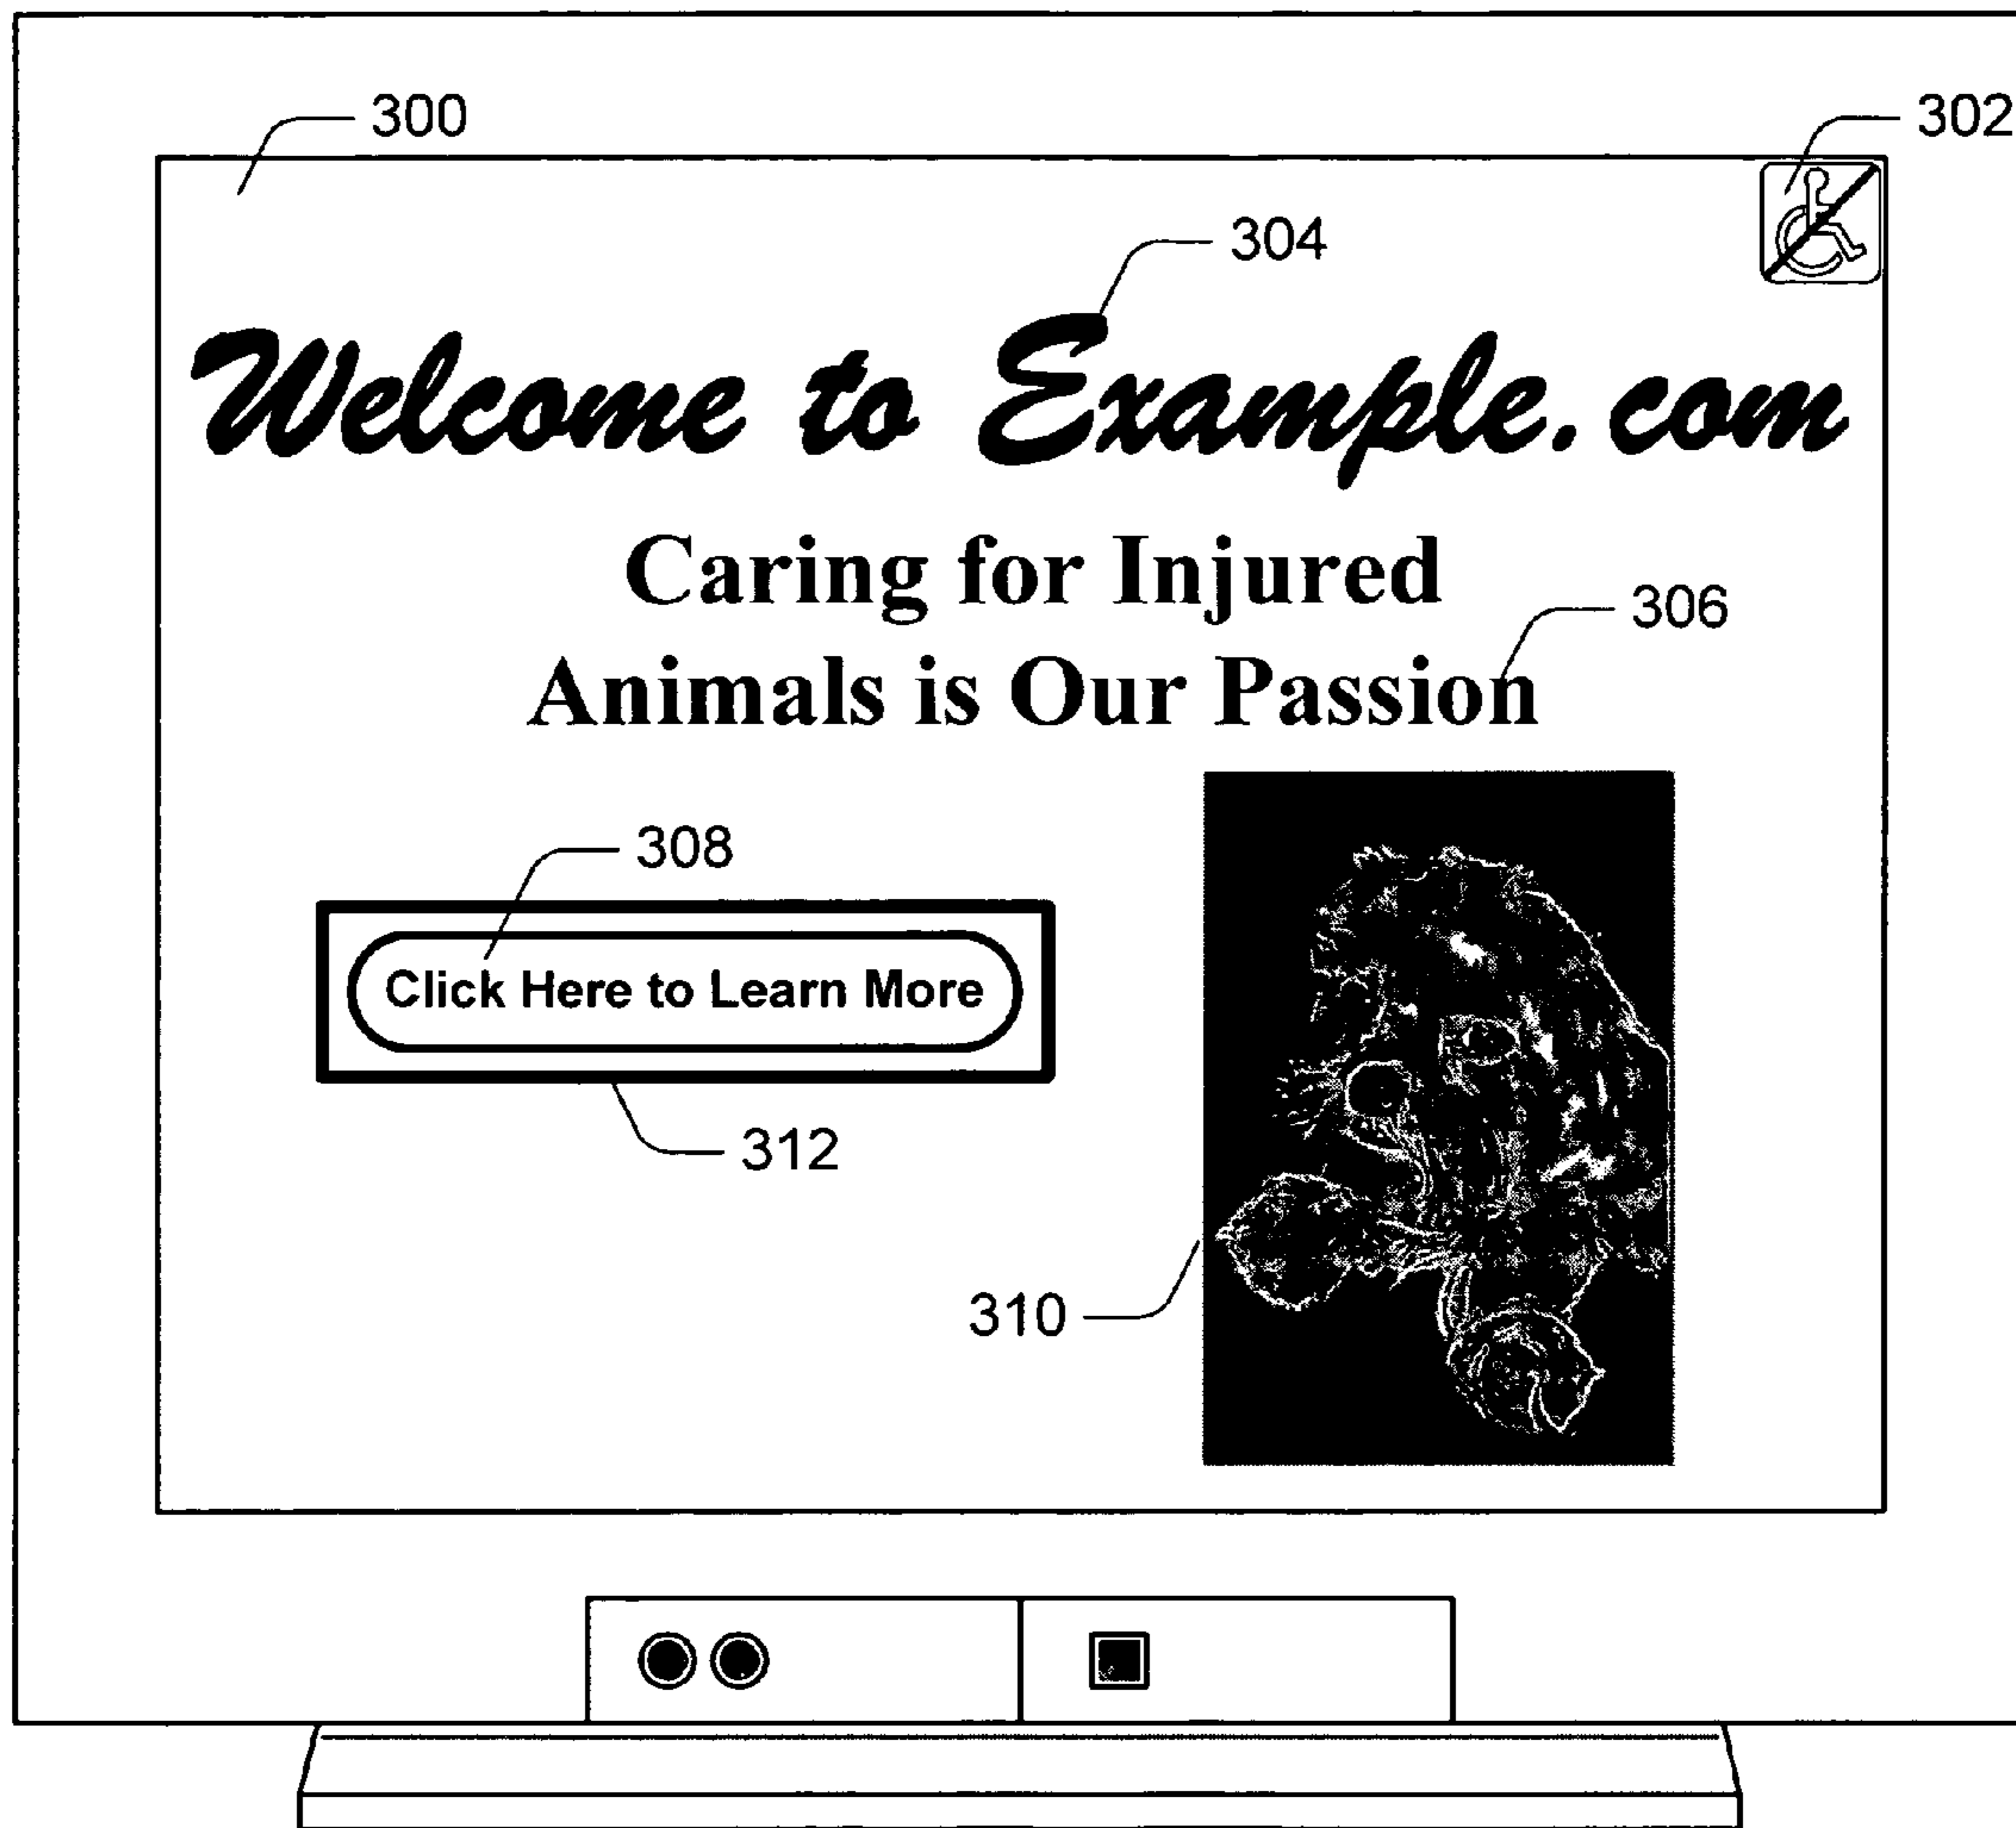 300
302
304
Welcome to Example.com
Caring for Injured
306
Animals is Our Passion
308
Click Here to Learn More
312
310